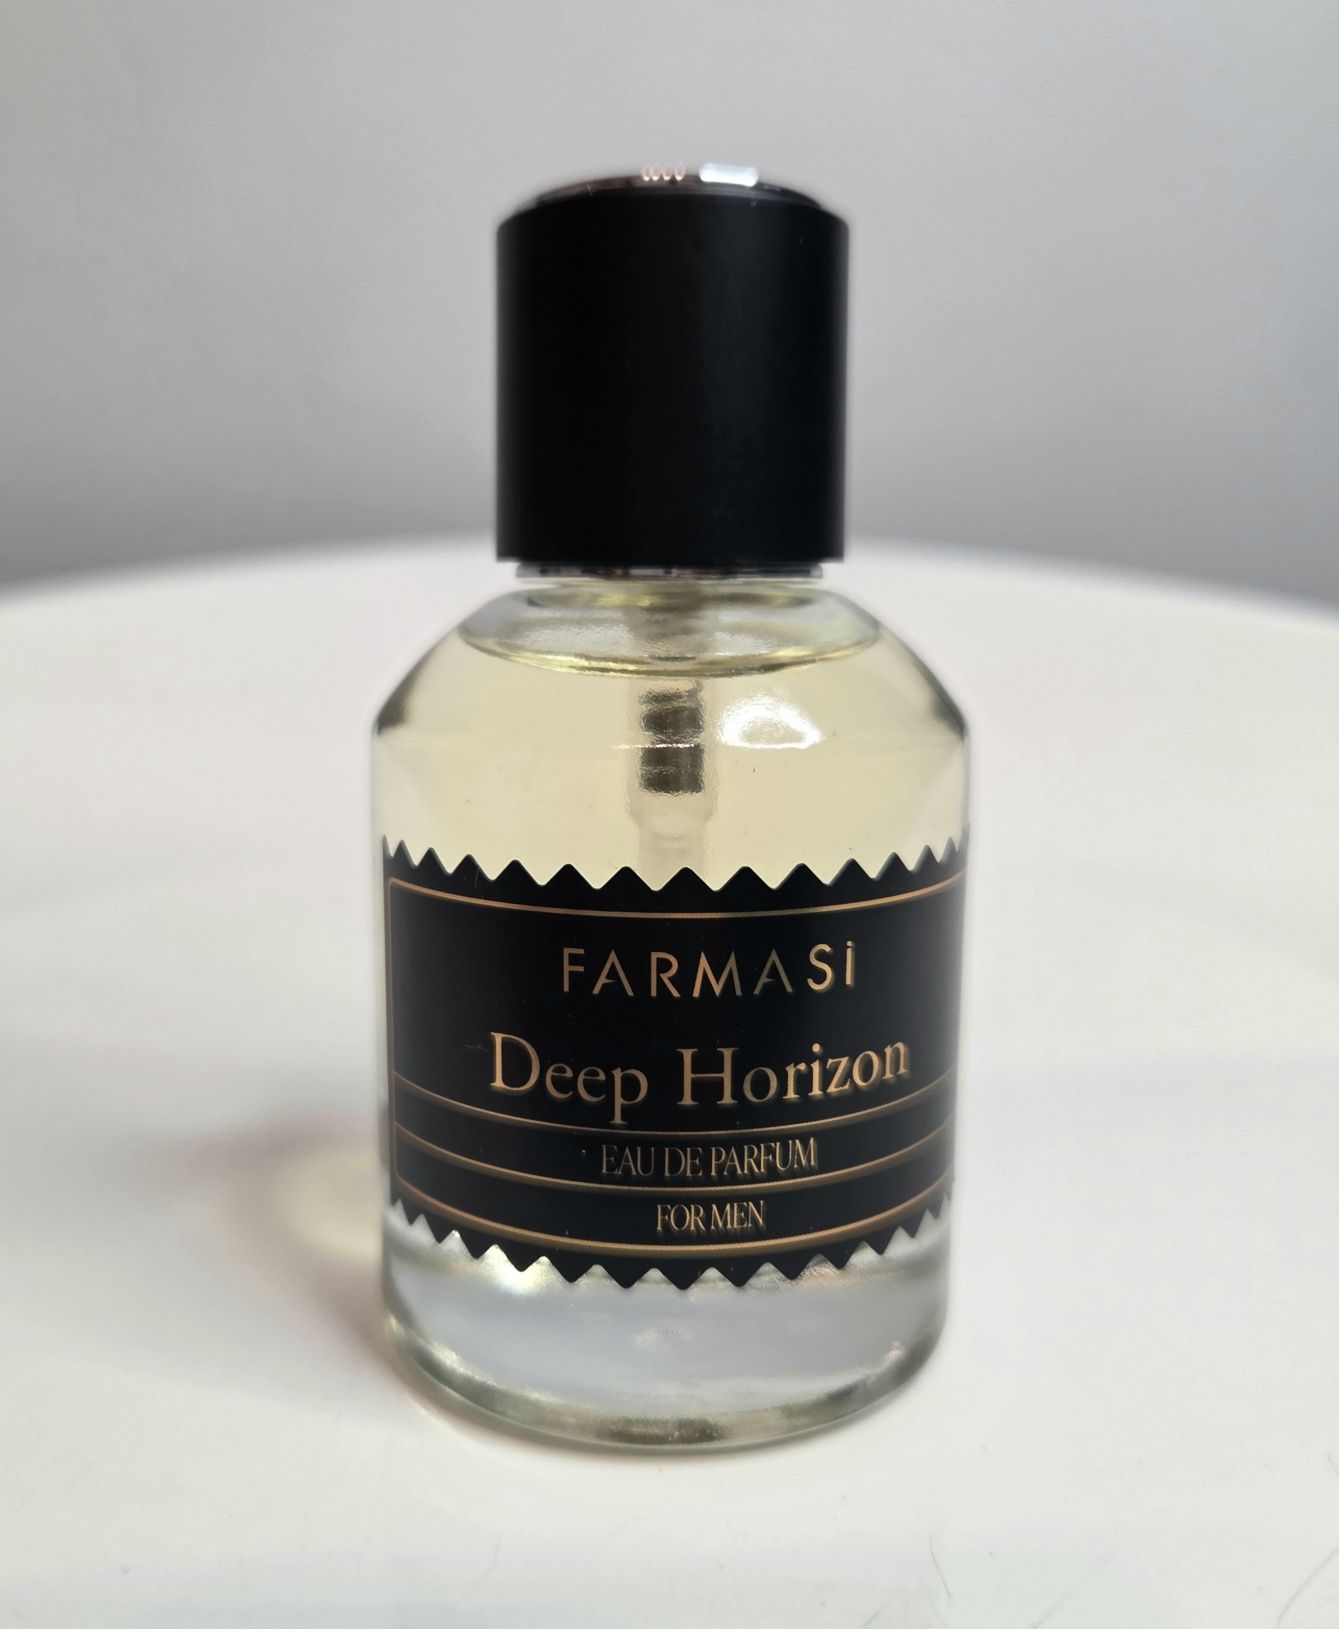 FARMASi
Deep Horizon
EAU DE PARFUM
FOR MEN